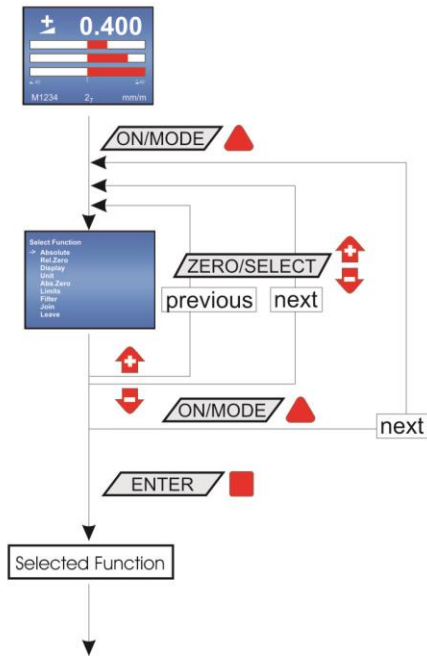 ± 0.400
M1234 2T mm/m
ON/MODE
Select Function
-> Absolute
Rel.Zero
Display
Unit
Abs.Zero
Limits
Filter
Join
Leave
ZERO/SELECT
previous next
ON/MODE
next
ENTER
Selected Function